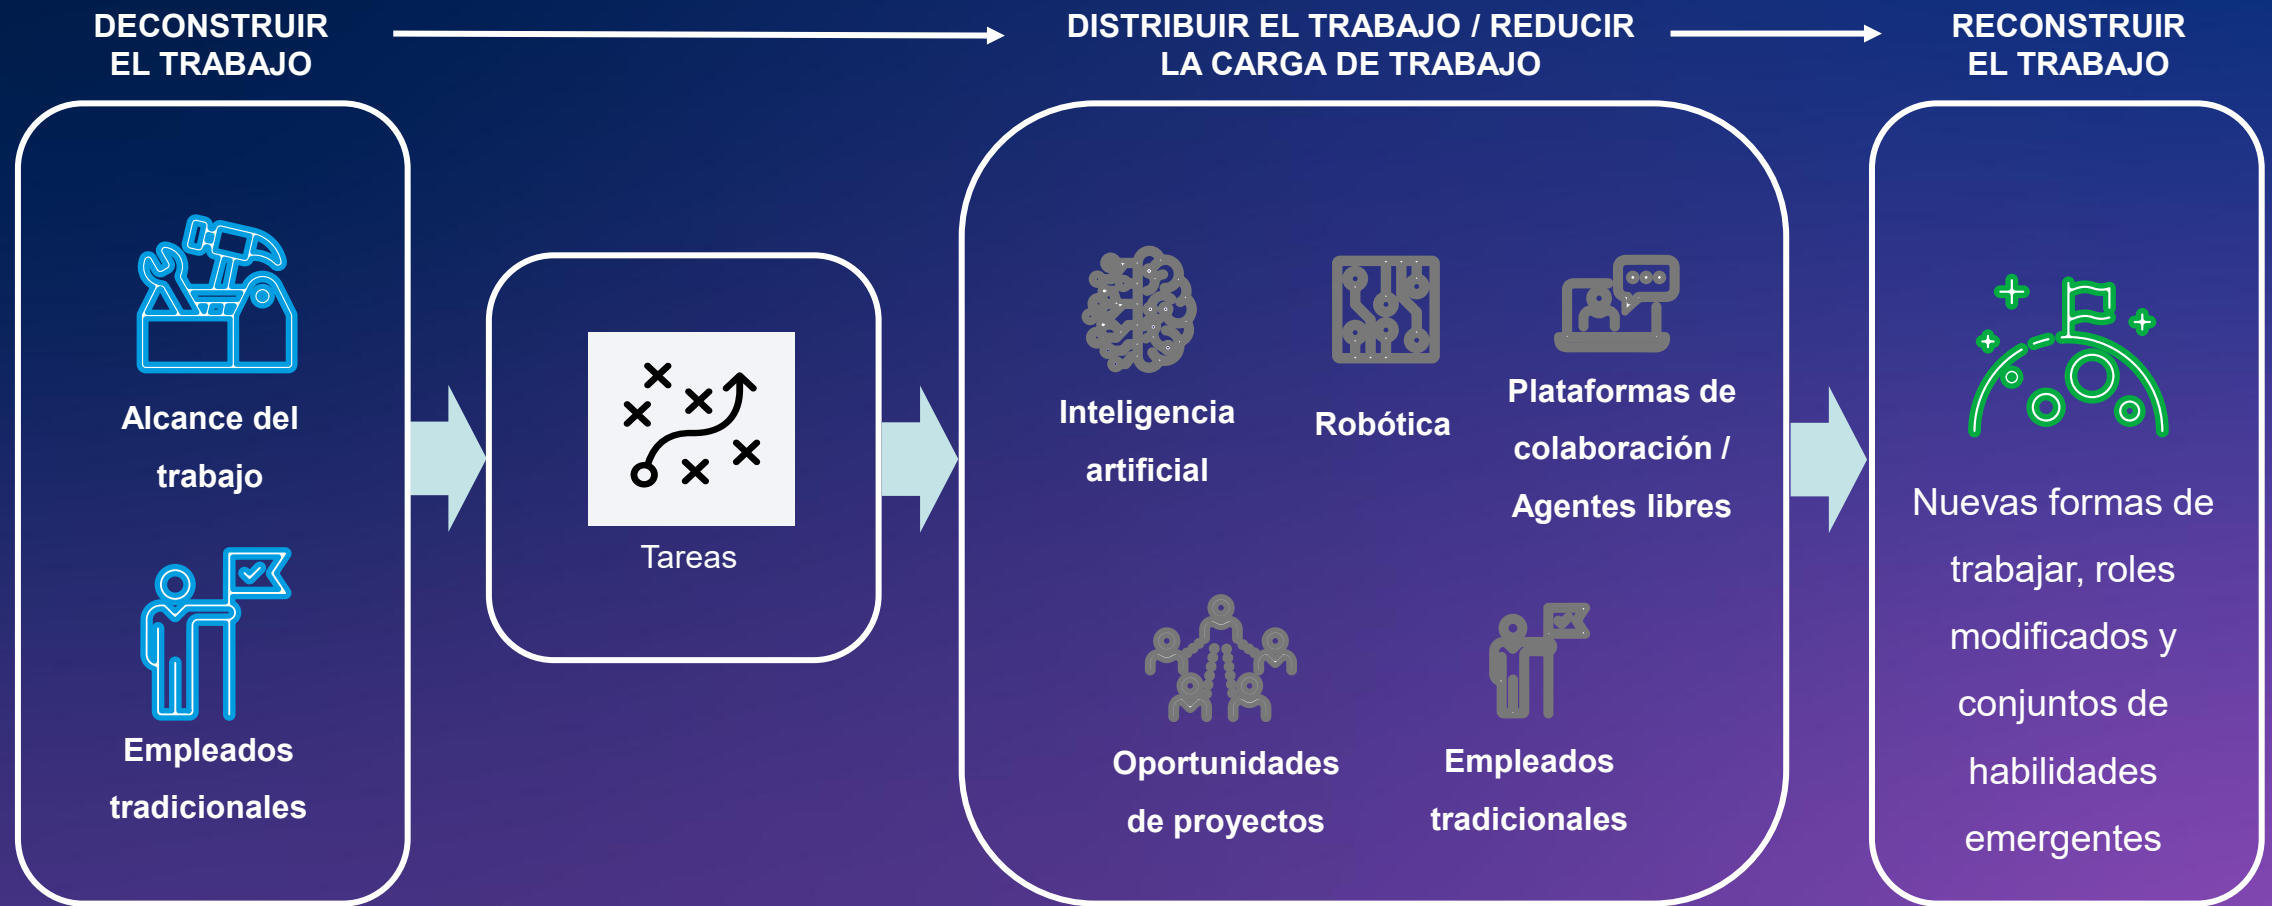 DECONSTRUIR
EL TRABAJO
DISTRIBUIR EL TRABAJO / REDUCIR
LA CARGA DE TRABAJO
RECONSTRUIR
EL TRABAJO
Alcance del
trabajo
Empleados
tradicionales
Tareas
Inteligencia
artificial
Robótica
Plataformas de
colaboración /
Agentes libres
Oportunidades
de proyectos
Empleados
tradicionales
Nuevas formas de
trabajar, roles
modificados y
conjuntos de
habilidades
emergentes